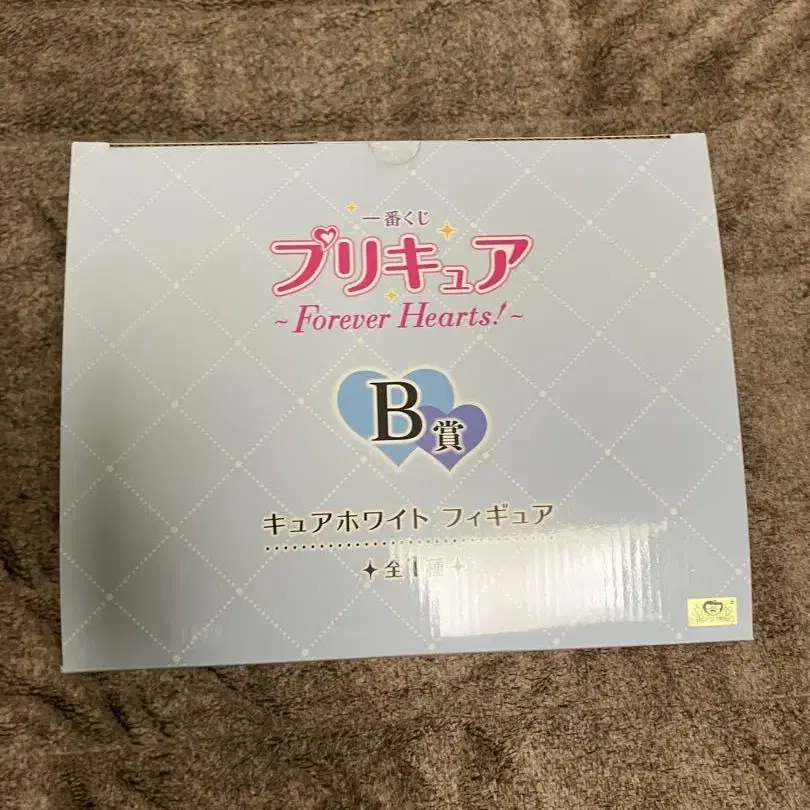 一番くじ
プリキュア
~Forever Hearts!~
B賞
キュアホワイト フィギュア
全1種